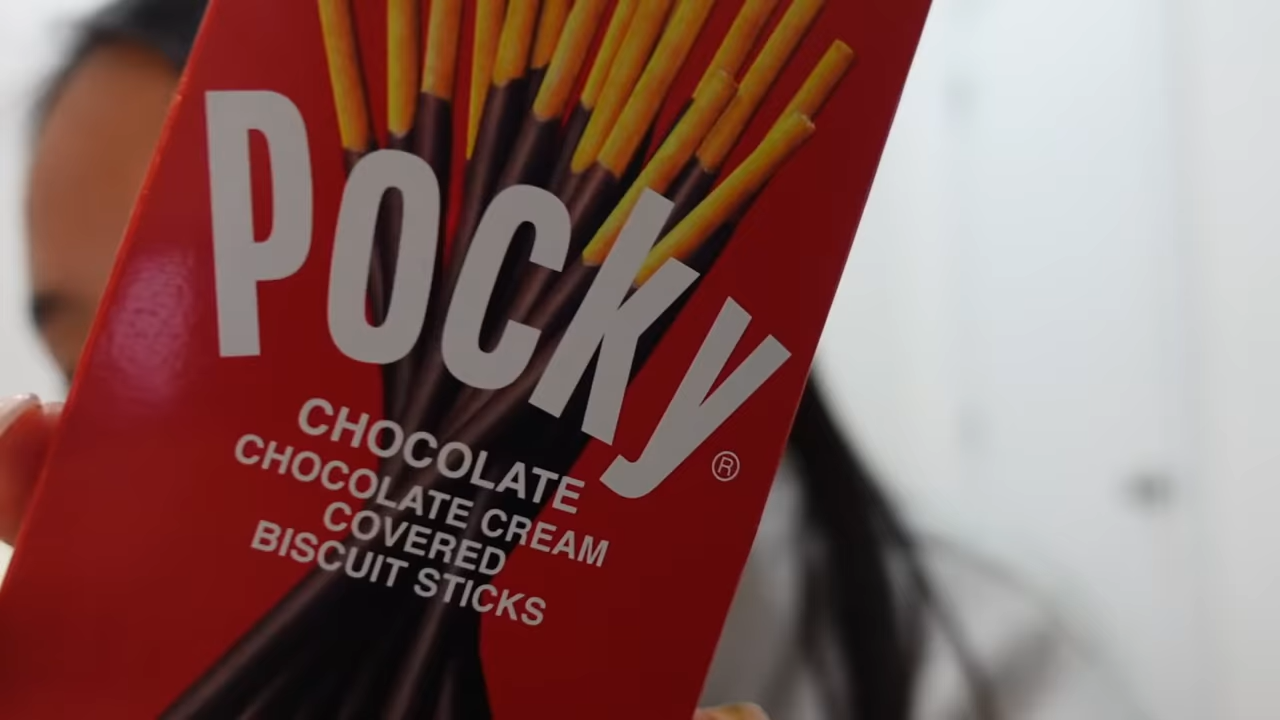 POCKY
®
CHOCOLATE
CHOCOLATE CREAM
COVERED
BISCUIT STICKS